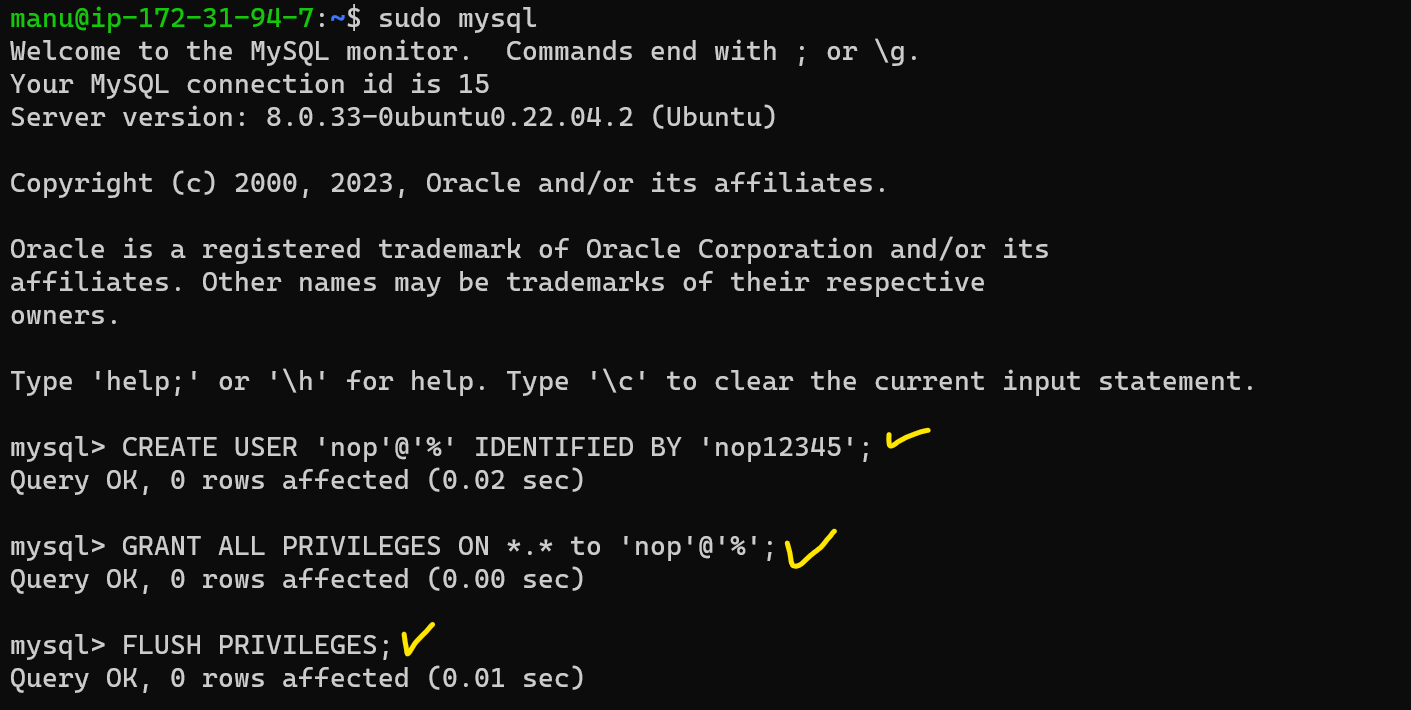 manu@ip-172-31-94-7:~$ sudo mysql
Welcome to the MySQL monitor.  Commands end with ; or \g.
Your MySQL connection id is 15
Server version: 8.0.33-0ubuntu0.22.04.2 (Ubuntu)
Copyright (c) 2000, 2023, Oracle and/or its affiliates.
Oracle is a registered trademark of Oracle Corporation and/or its
affiliates. Other names may be trademarks of their respective
owners.
Type 'help;' or '\h' for help. Type '\c' to clear the current input statement.
mysql> CREATE USER 'nop'@'%' IDENTIFIED BY 'nop12345';
Query OK, 0 rows affected (0.02 sec)
mysql> GRANT ALL PRIVILEGES ON *.* to 'nop'@'%';
Query OK, 0 rows affected (0.00 sec)
mysql> FLUSH PRIVILEGES;
Query OK, 0 rows affected (0.01 sec)